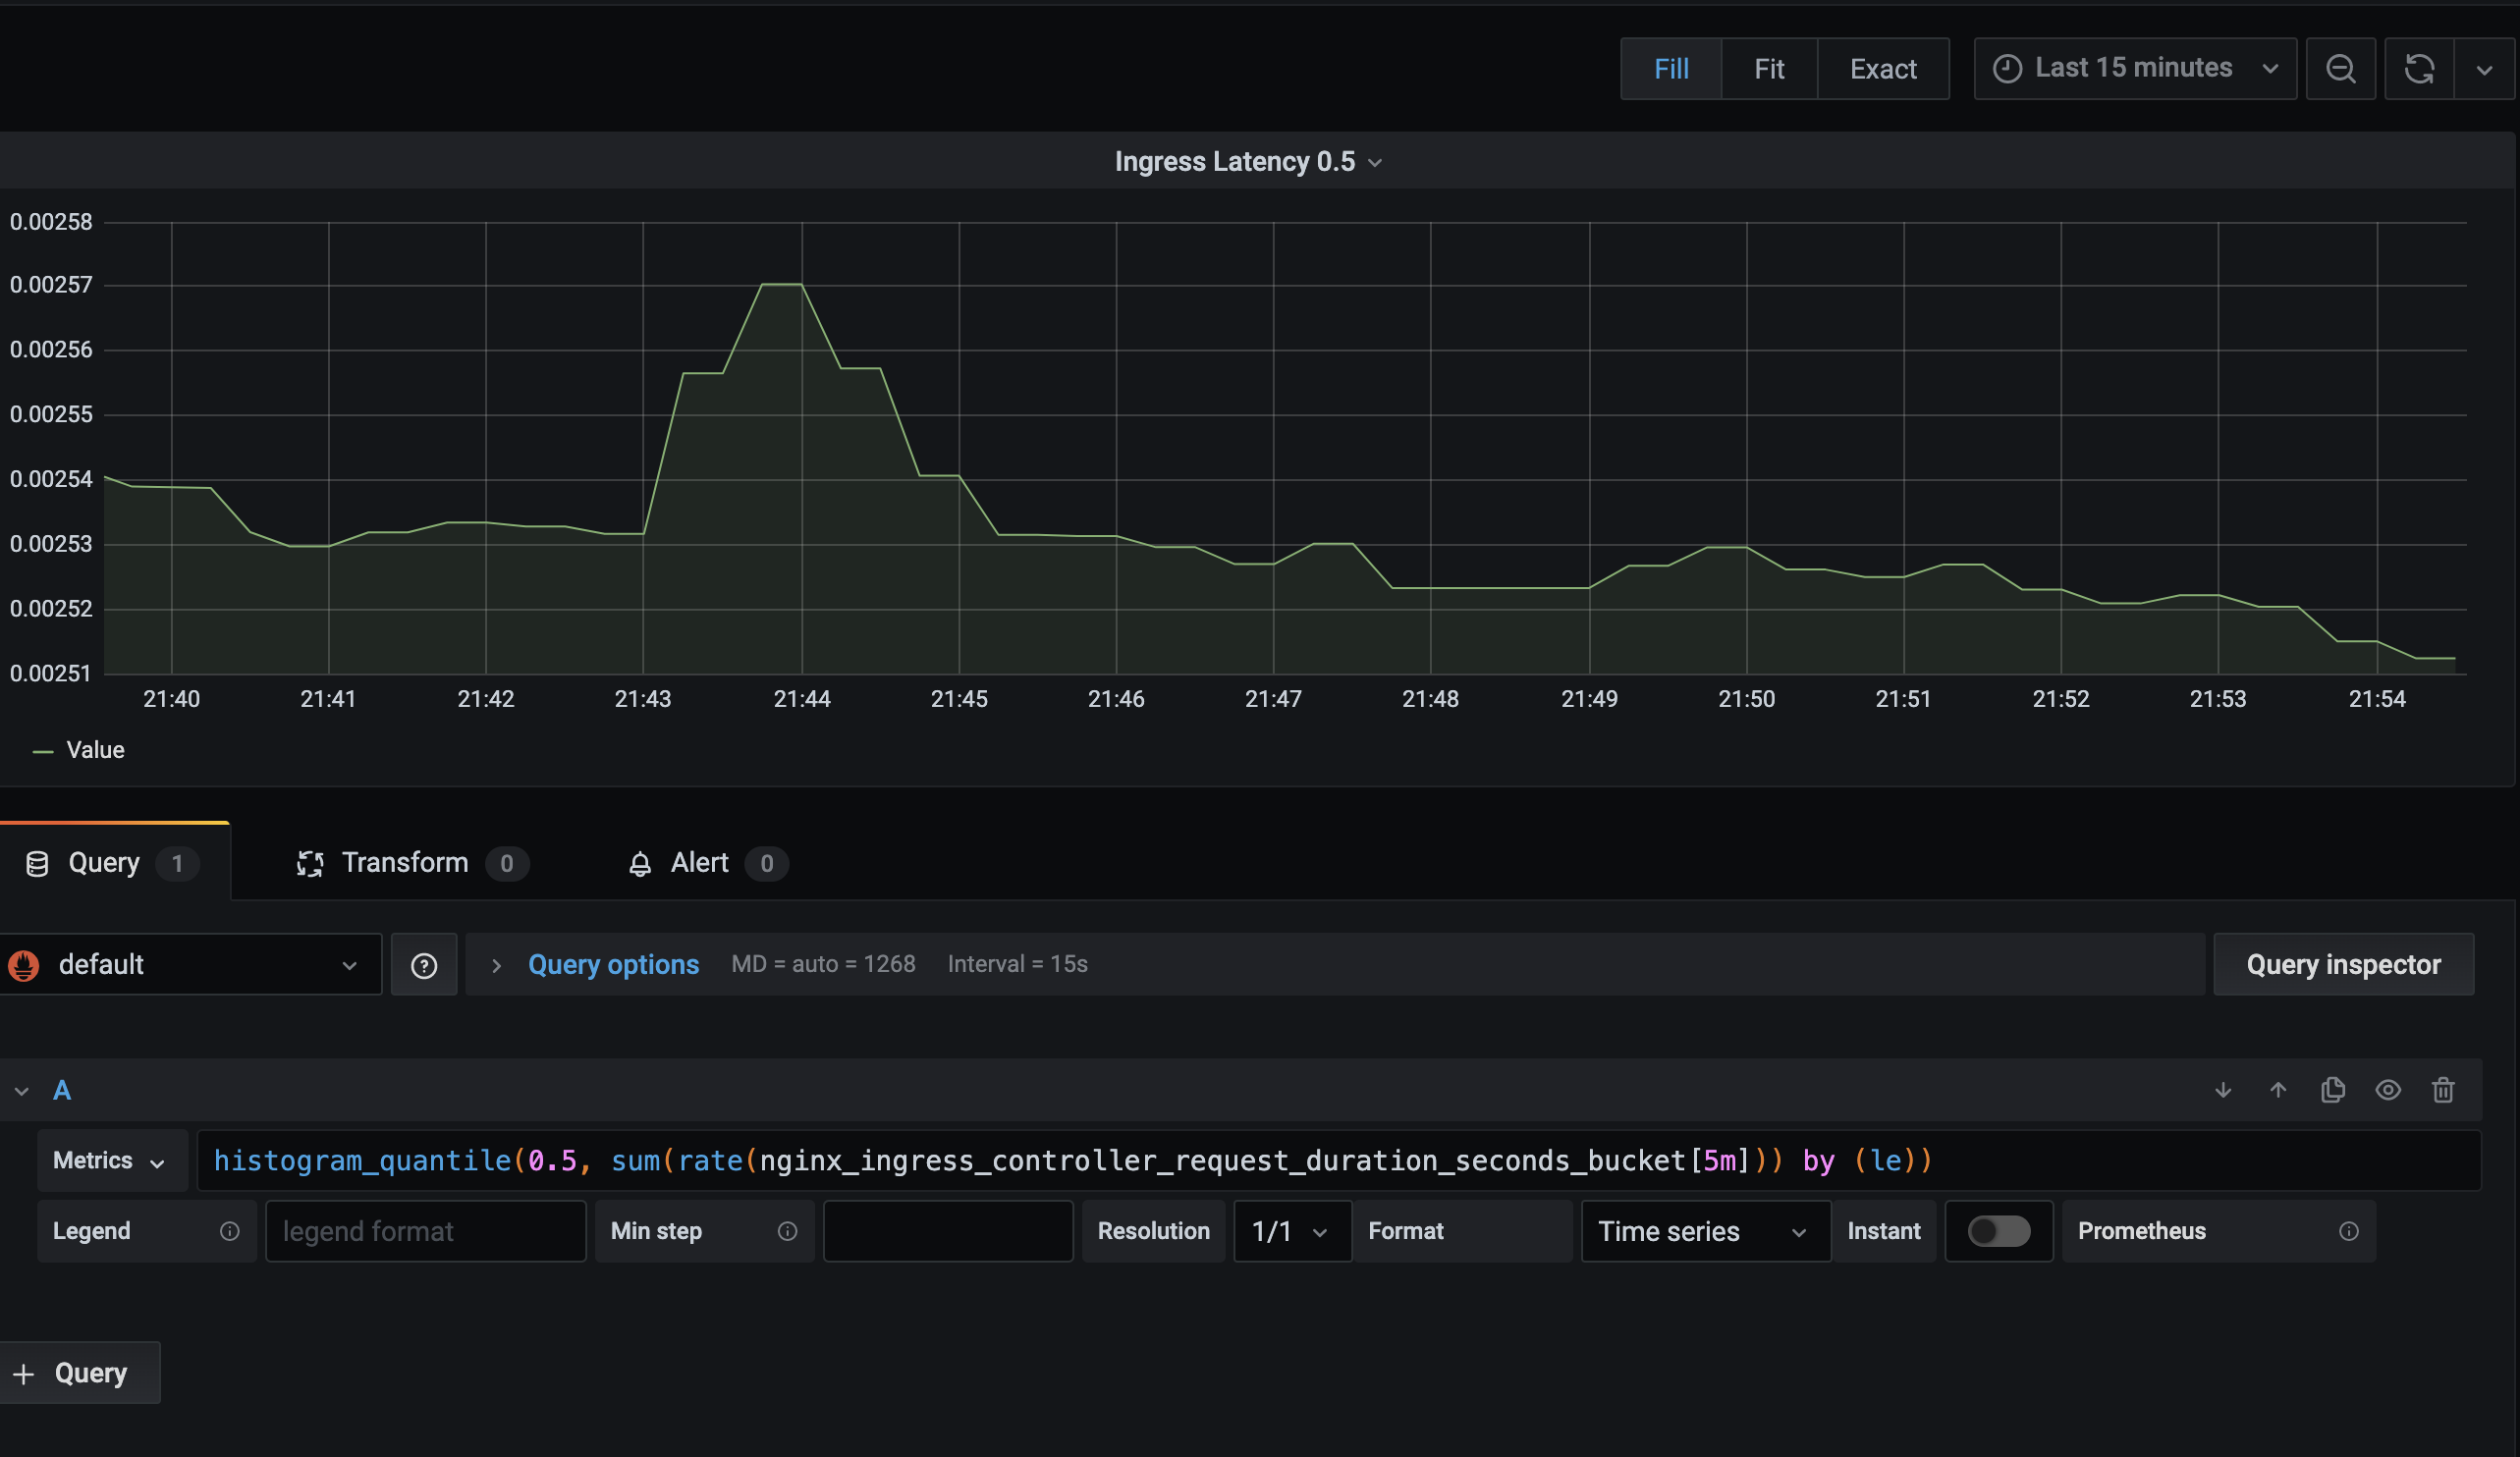 Fill Fit Exact Last 15 minutes
Ingress Latency 0.5
0.00258
0.00257
0.00256
0.00255
0.00254
0.00253
0.00252
0.00251
21:40 21:41 21:42 21:43 21:44 21:45 21:46 21:47 21:48 21:49 21:50 21:51 21:52 21:53 21:54
Value
Query 1 Transform 0 Alert 0
default Query options MD = auto = 1268 Interval = 15s Query inspector
A
Metrics histogram_quantile(0.5, sum(rate(nginx_ingress_controller_request_duration_seconds_bucket[5m])) by (le))
Legend legend format Min step Resolution 1/1 Format Time series Instant Prometheus
+ Query